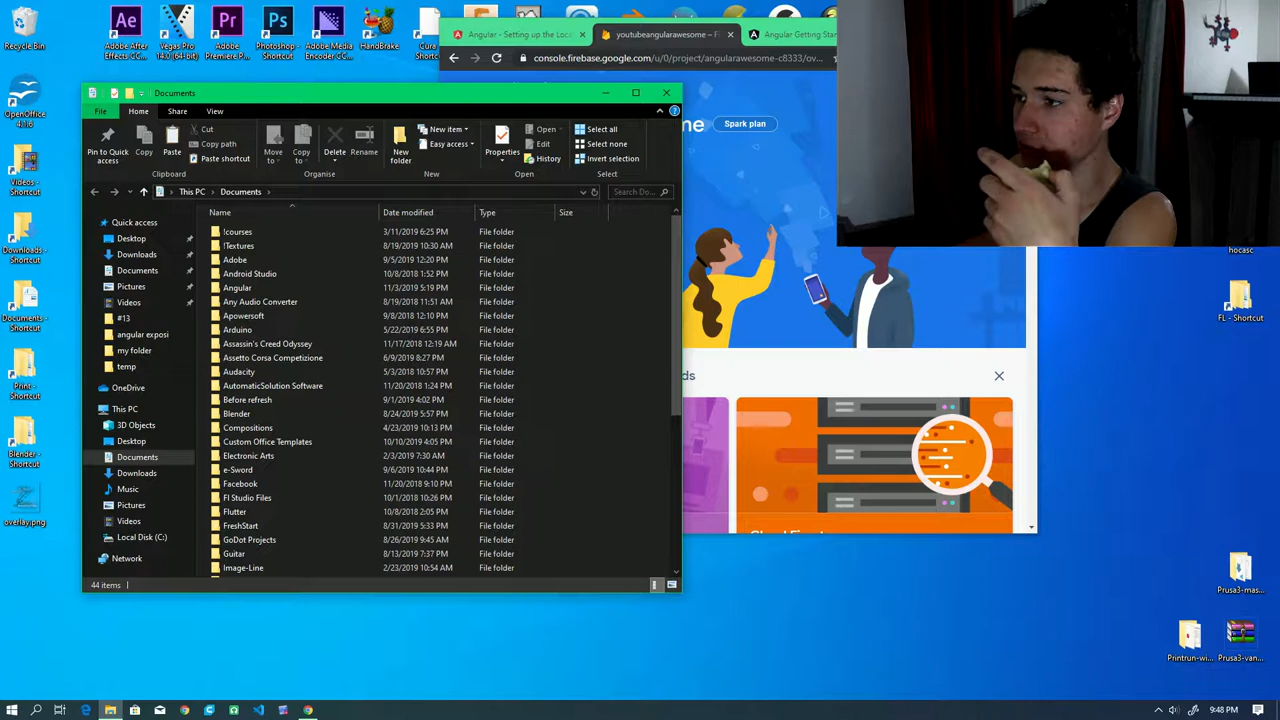 Recycle Bin
Adobe After Effects CC...
Vegas Pro 14.0 (64-bit)
Adobe Premiere P...
Photoshop - Shortcut
Adobe Media Encoder CC...
HandBrake
Cura
OpenOffice 4.1.6
Videos - Shortcut
Downloads - Shortcut
Documents - Shortcut
Print - Shortcut
Blender - Shortcut
overlay.png
Angular - Setting up the Loc
youtubeangularawesome – Fi
Angular Getting Star
console.firebase.google.com/u/0/project/angularawesome-c8333/ov...
me
Spark plan
ds
Documents
File Home Share View
Pin to Quick access
Copy
Paste
Cut
Copy path
Paste shortcut
Clipboard
Move to
Copy to
Delete
Rename
Organise
New folder
New item
Easy access
New
Properties
Open
Edit
History
Open
Select all
Select none
Invert selection
Select
This PC > Documents >
Search Do...
Quick access
Desktop
Downloads
Documents
Pictures
Videos
#13
angular exposi
my folder
temp
OneDrive
This PC
3D Objects
Desktop
Documents
Downloads
Music
Pictures
Videos
Local Disk (C:)
Network
Name Date modified Type Size
!courses 3/11/2019 6:25 PM File folder
!Textures 8/19/2019 10:30 AM File folder
Adobe 9/5/2019 12:20 PM File folder
Android Studio 10/8/2018 1:52 PM File folder
Angular 11/3/2019 5:19 PM File folder
Any Audio Converter 8/19/2018 11:51 AM File folder
Apowersoft 9/8/2018 12:10 PM File folder
Arduino 5/22/2019 6:55 PM File folder
Assassin's Creed Odyssey 11/17/2018 12:19 AM File folder
Assetto Corsa Competizione 6/9/2019 8:27 PM File folder
Audacity 5/3/2018 10:57 PM File folder
AutomaticSolution Software 11/20/2018 1:24 PM File folder
Before refresh 9/1/2019 4:02 PM File folder
Blender 8/24/2019 5:57 PM File folder
Compositions 4/23/2019 10:13 PM File folder
Custom Office Templates 10/10/2019 4:05 PM File folder
Electronic Arts 2/3/2019 7:30 AM File folder
e-Sword 9/6/2019 10:44 PM File folder
Facebook 11/20/2018 9:10 PM File folder
Fl Studio Files 10/1/2018 10:26 PM File folder
Flutter 10/8/2018 2:05 PM File folder
FreshStart 8/31/2019 5:33 PM File folder
GoDot Projects 8/26/2019 9:45 AM File folder
Guitar 8/13/2019 7:37 PM File folder
Image-Line 2/23/2019 10:54 AM File folder
44 items
hocasc
FL - Shortcut
Prusa3-mas...
Printrun-wi...
Prusa3-van...
9:48 PM